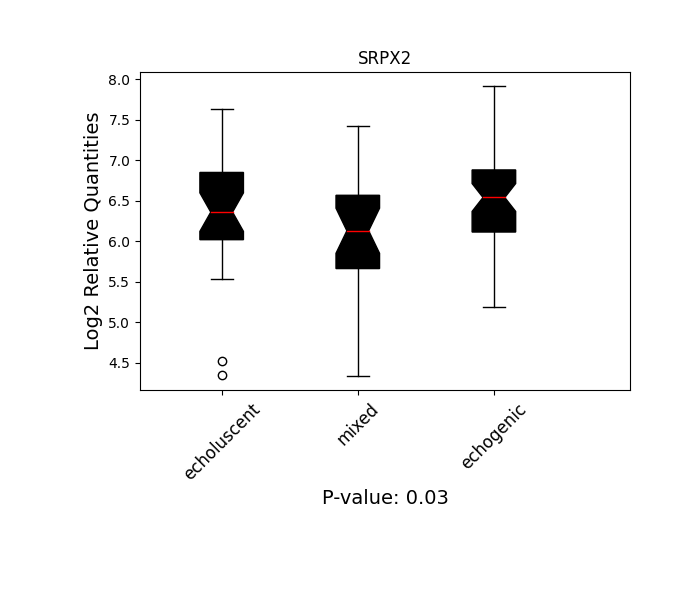 SRPX2
Log2 Relative Quantities
8.0
7.5
7.0
6.5
6.0
5.5
5.0
4.5
echoluscent
mixed
echogenic
P-value: 0.03